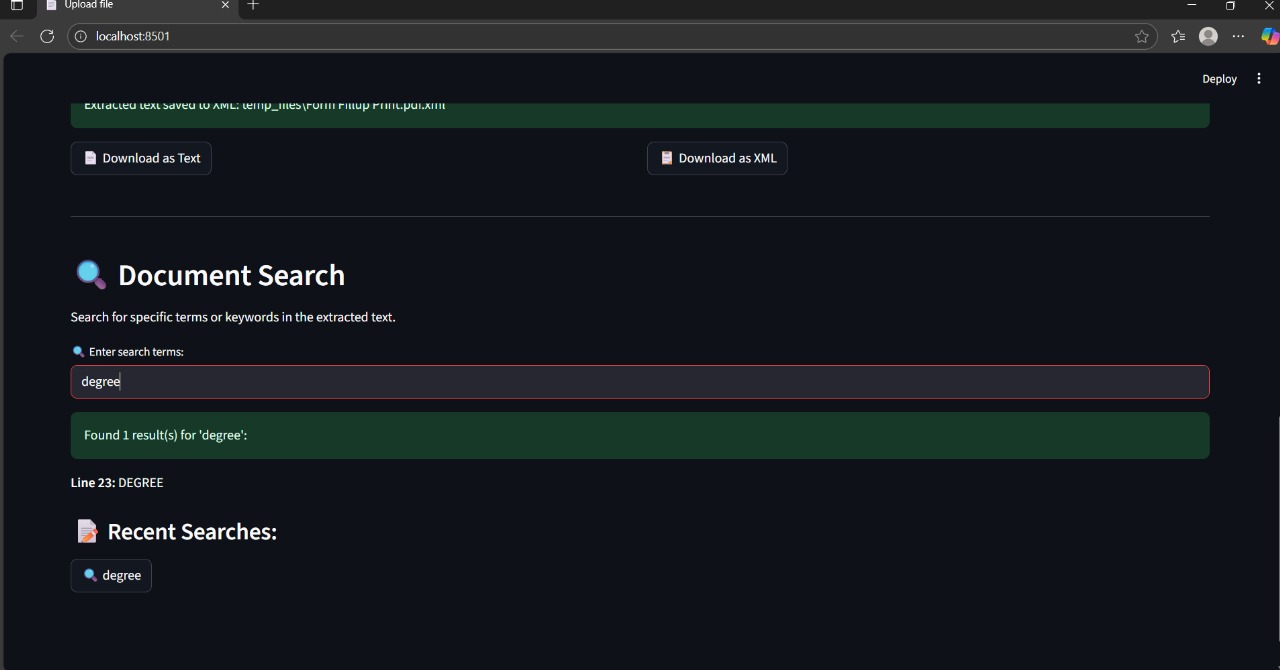 Upload file
localhost:8501
Deploy
Extracted text saved to XML: temp_files\Form Fillup Print.pdf.xml
Download as Text
Download as XML
Document Search
Search for specific terms or keywords in the extracted text.
Enter search terms:
degree
Found 1 result(s) for 'degree':
Line 23: DEGREE
Recent Searches:
degree